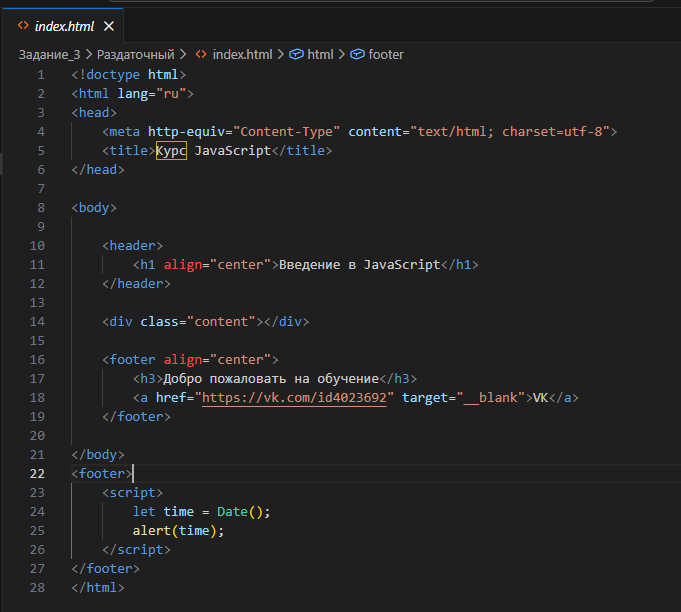 index.html
Задание_3 > Раздаточный > index.html > html > footer
1 <!doctype html>
2 <html lang="ru">
3 <head>
4 <meta http-equiv="Content-Type" content="text/html; charset=utf-8">
5 <title>Курс JavaScript</title>
6 </head>
7
8 <body>
9
10 <header>
11 <h1 align="center">Введение в JavaScript</h1>
12 </header>
13
14 <div class="content"></div>
15
16 <footer align="center">
17 <h3>Добро пожаловать на обучение</h3>
18 <a href="https://vk.com/id4023692" target="__blank">VK</a>
19 </footer>
20
21 </body>
22 <footer>
23 <script>
24 let time = Date();
25 alert(time);
26 </script>
27 </footer>
28 </html>